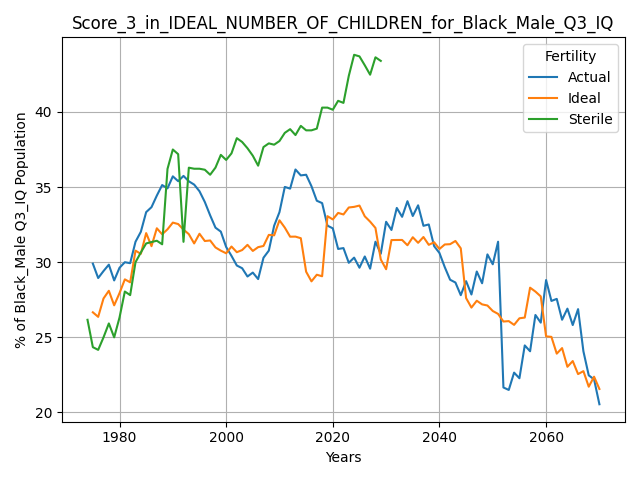 Score_3_in_IDEAL_NUMBER_OF_CHILDREN_for_Black_Male_Q3_IQ
Fertility
Actual
Ideal
Sterile
% of Black_Male Q3_IQ Population
40
35
30
25
20
1980
2000
2020
2040
2060
Years